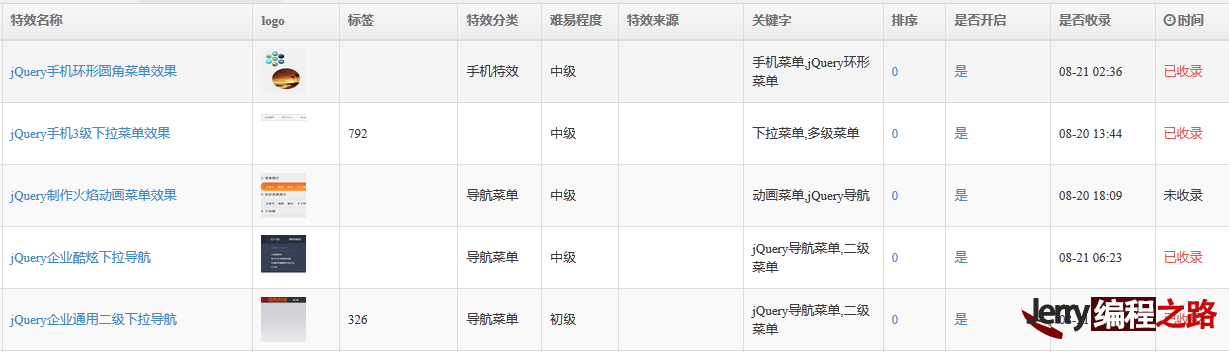 特效名称 logo 标签 特效分类 难易程度 特效来源 关键字 排序 是否开启 是否收录 时间
jQuery手机环形圆角菜单效果 手机特效 中级 手机菜单,jQuery环形
菜单 0 是 08-21 02:36 已收录
jQuery手机3级下拉菜单效果 792 中级 下拉菜单,多级菜单 0 是 08-20 13:44 已收录
jQuery制作火焰动画菜单效果 导航菜单 中级 动画菜单,jQuery导航 0 是 08-20 18:09 未收录
jQuery企业酷炫下拉导航 导航菜单 中级 jQuery导航菜单,二级
菜单 0 是 08-21 06:23 已收录
jQuery企业通用二级下拉导航 326 导航菜单 初级 jQuery导航菜单,二级
菜单 0 是
Jerry编程之路